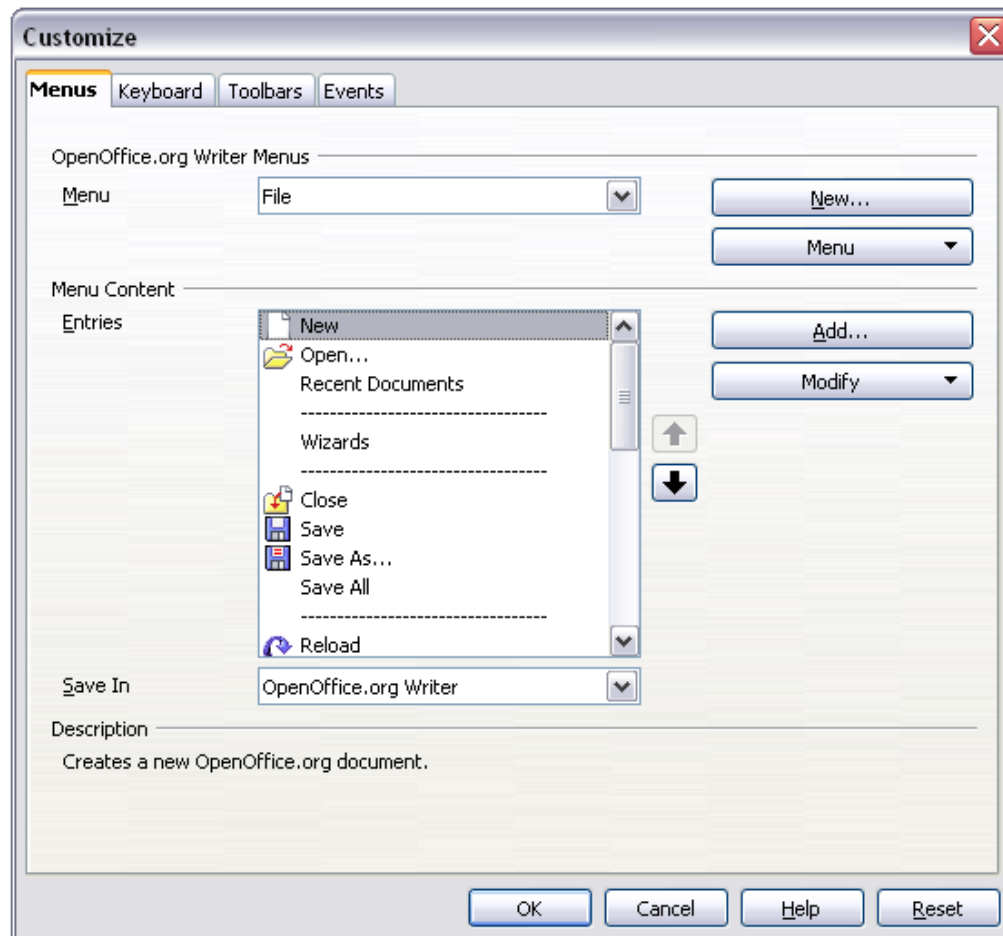 Customize
Menus Keyboard Toolbars Events
OpenOffice.org Writer Menus
Menu File New...
Menu
Menu Content
Entries New Add...
Open... Modify
Recent Documents
---------------------------------
Wizards
---------------------------------
Close
Save
Save As...
Save All
---------------------------------
Reload
Save In OpenOffice.org Writer
Description
Creates a new OpenOffice.org document.
OK Cancel Help Reset